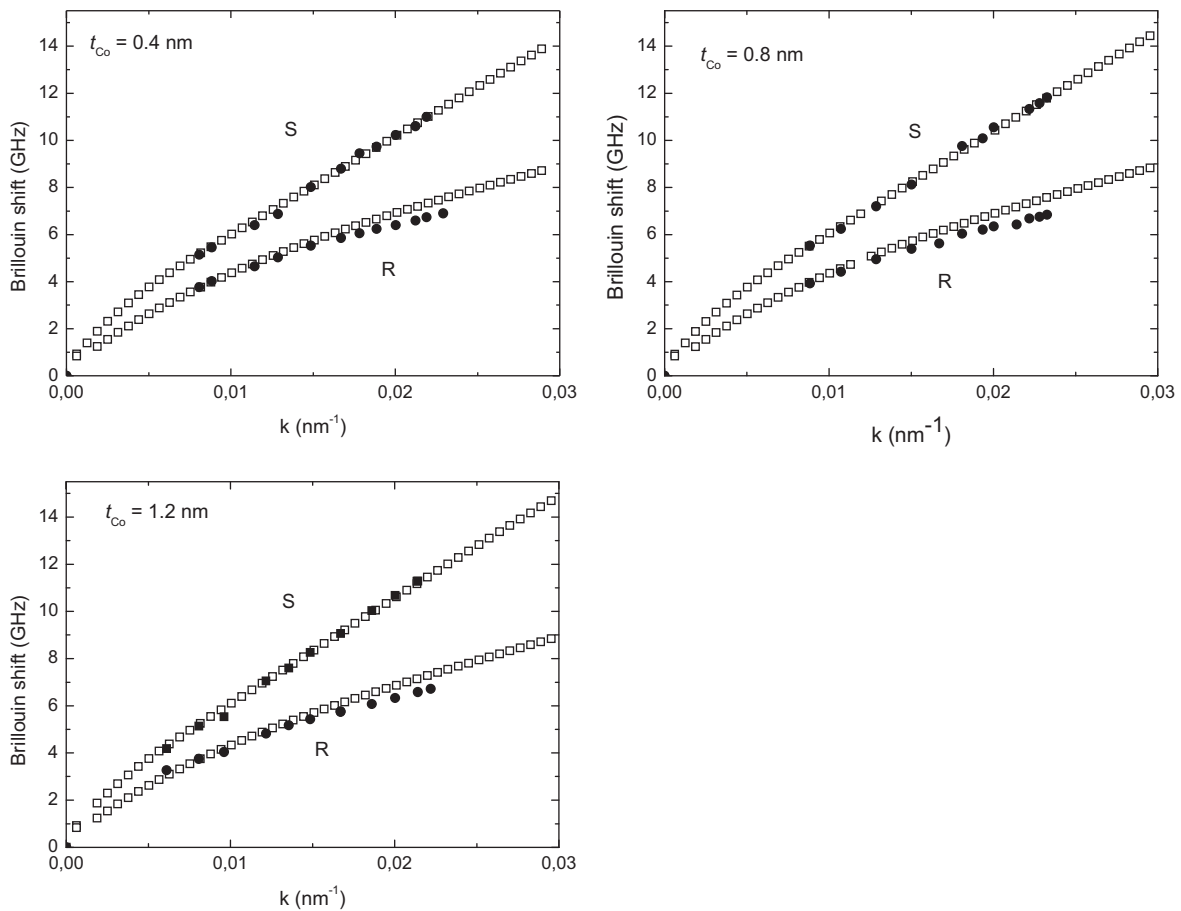 t_Co = 0.4 nm
S
R
Brillouin shift (GHz)
14
12
10
8
6
4
2
0
0,00 0,01 0,02 0,03
k (nm⁻¹)
t_Co = 0.8 nm
S
R
Brillouin shift (GHz)
14
12
10
8
6
4
2
0
0,00 0,01 0,02 0,03
k (nm⁻¹)
t_Co = 1.2 nm
S
R
Brillouin shift (GHz)
14
12
10
8
6
4
2
0
0,00 0,01 0,02 0,03
k (nm⁻¹)